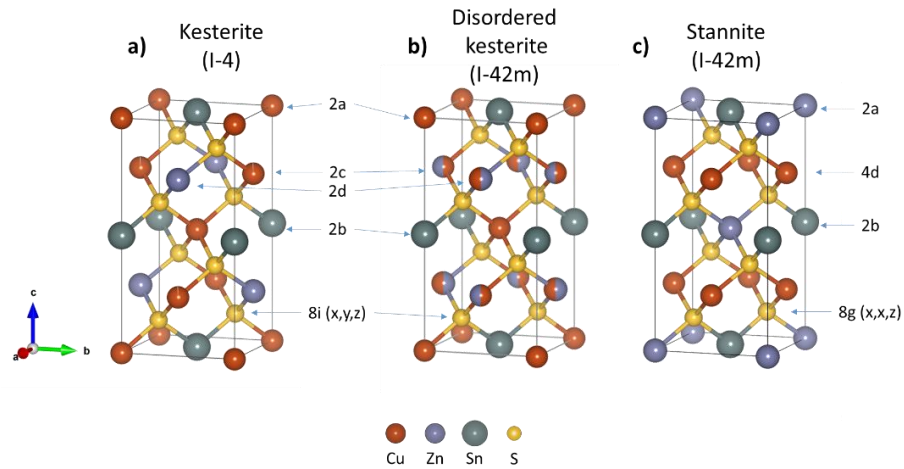 a) Kesterite
(I-4)
b) Disordered
kesterite
(I-42m)
c) Stannite
(I-42m)
2a
2a
2c
2d
4d
2b
2b
8i (x,y,z)
8g (x,x,z)
c
a
b
Cu Zn Sn S